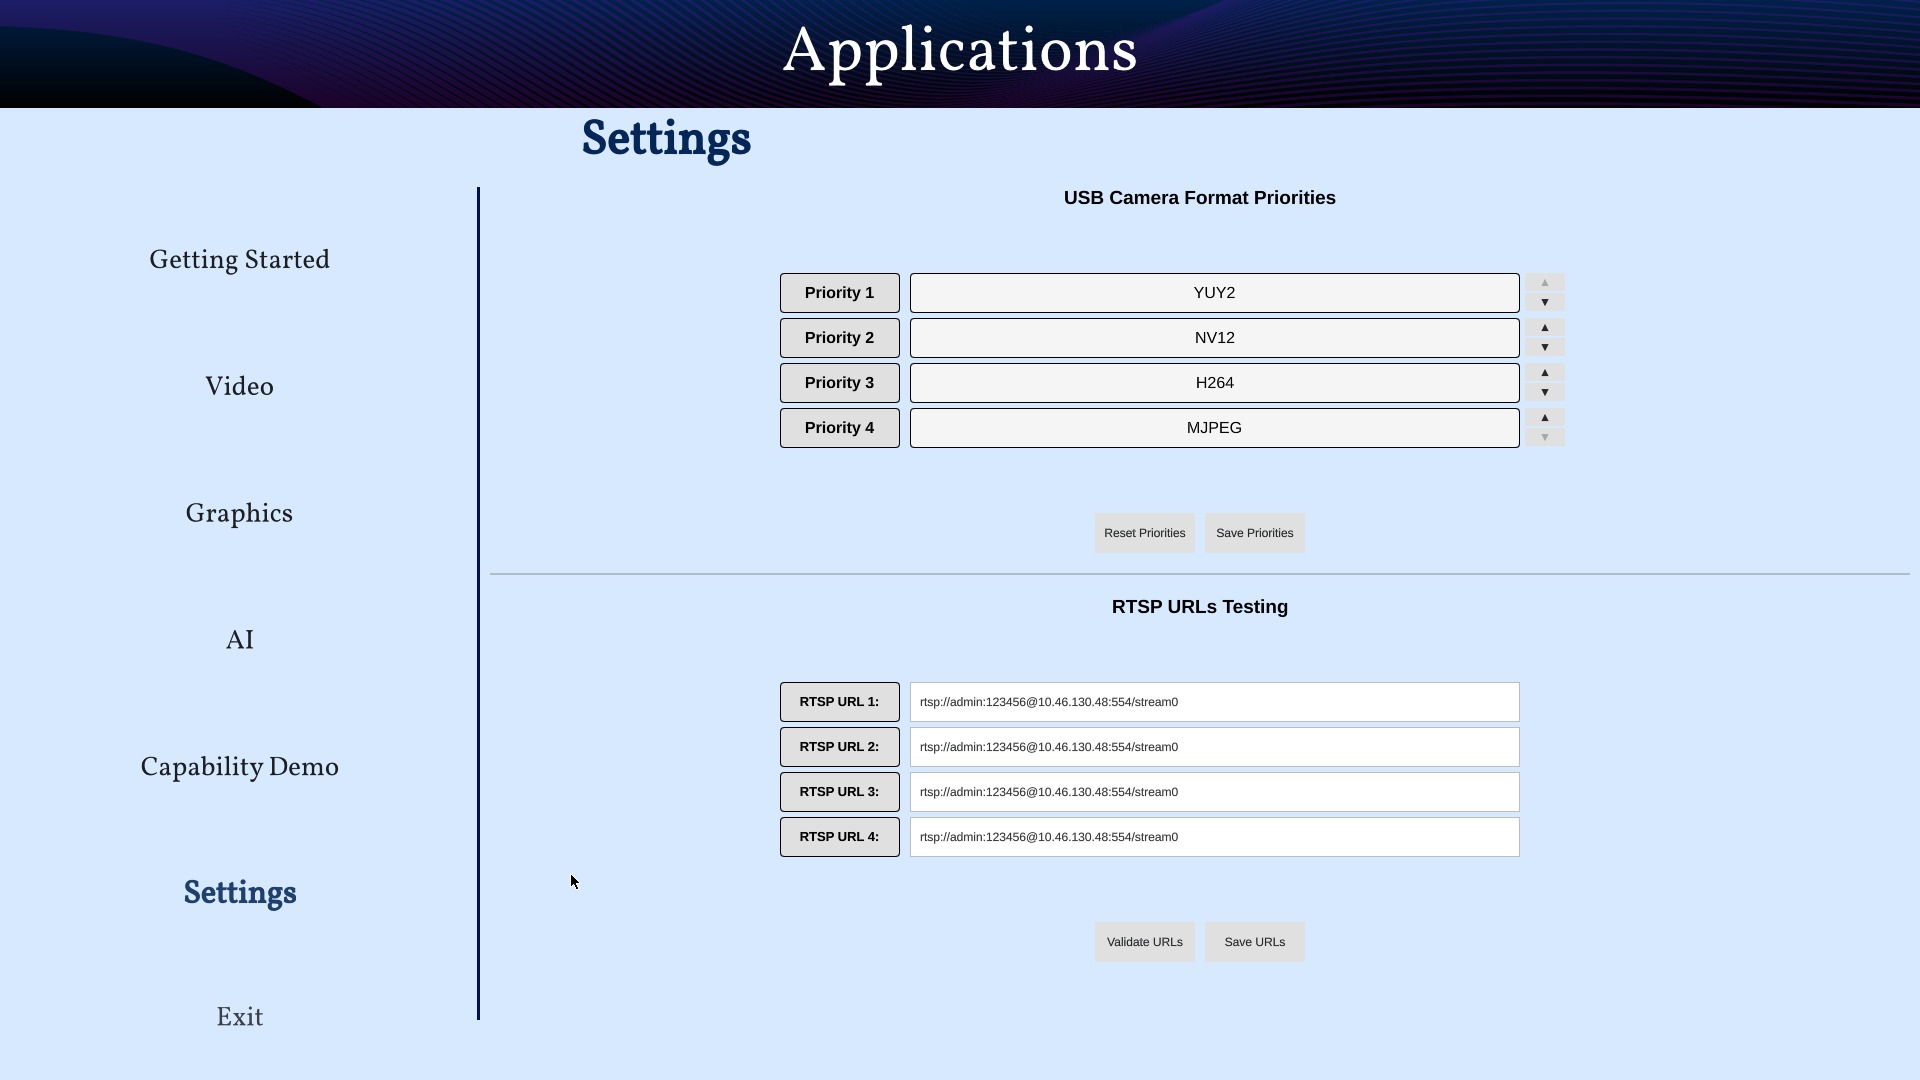 Applications
Settings
Getting Started
Video
Graphics
AI
Capability Demo
Settings
Exit
USB Camera Format Priorities
Priority 1 YUY2 ▲ ▼
Priority 2 NV12 ▲ ▼
Priority 3 H264 ▲ ▼
Priority 4 MJPEG ▲ ▼
Reset Priorities Save Priorities
RTSP URLs Testing
RTSP URL 1: rtsp://admin:123456@10.46.130.48:554/stream0
RTSP URL 2: rtsp://admin:123456@10.46.130.48:554/stream0
RTSP URL 3: rtsp://admin:123456@10.46.130.48:554/stream0
RTSP URL 4: rtsp://admin:123456@10.46.130.48:554/stream0
Validate URLs Save URLs